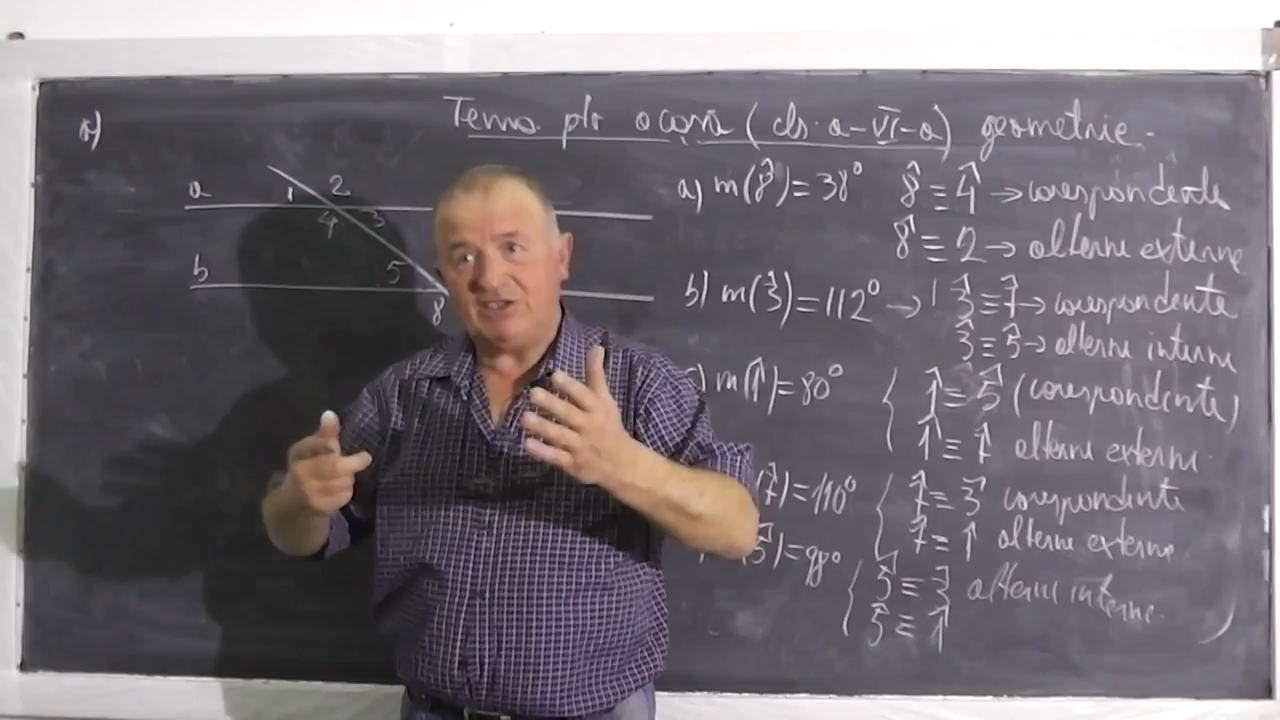 Tema ptr acasă (cls. a-VI-a) geometrie.
a 1 2
4 3
b 5
8
a) m(8̂)=38° 8̂ ≡ 4̂ → corespondente
8̂ ≡ 2 → alterne externe
b) m(3̂)=112° → 3̂ ≡ 7̂ → corespondente
3̂ ≡ 5̂ → alterne interne
c) m(1̂)=80° { 1̂ ≡ 5̂ (corespondente)
1̂ ≡ 7̂ alterne externe.
(7̂)=110° { 7̂ ≡ 3̂ corespondente
7̂ ≡ 1̂ alterne externe
(5̂)=98° { 5̂ ≡ 3̂ alterne interne.
5̂ ≡ 1̂